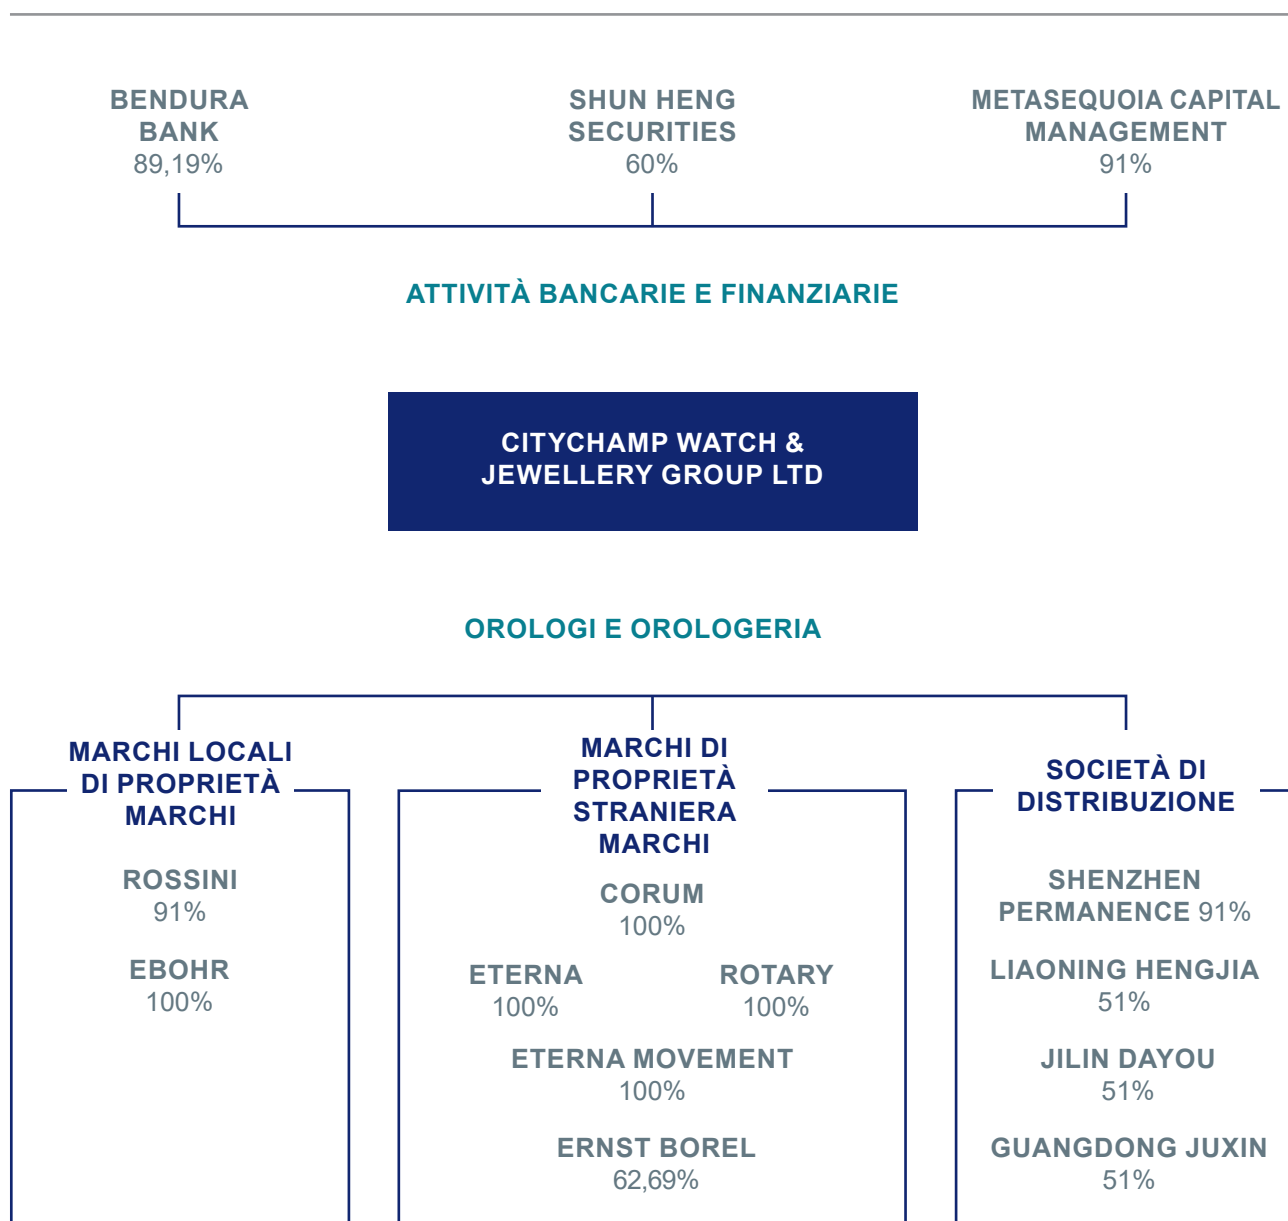 BENDURA
BANK
89,19%
SHUN HENG
SECURITIES
60%
METASEQUOIA CAPITAL
MANAGEMENT
91%
ATTIVITÀ BANCARIE E FINANZIARIE
CITYCHAMP WATCH &
JEWELLERY GROUP LTD
OROLOGI E OROLOGERIA
MARCHI LOCALI
DI PROPRIETÀ
MARCHI
ROSSINI
91%
EBOHR
100%
MARCHI DI
PROPRIETÀ
STRANIERA
MARCHI
CORUM
100%
ETERNA
100%
ROTARY
100%
ETERNA MOVEMENT
100%
ERNST BOREL
62,69%
SOCIETÀ DI
DISTRIBUZIONE
SHENZHEN
PERMANENCE 91%
LIAONING HENGJIA
51%
JILIN DAYOU
51%
GUANGDONG JUXIN
51%